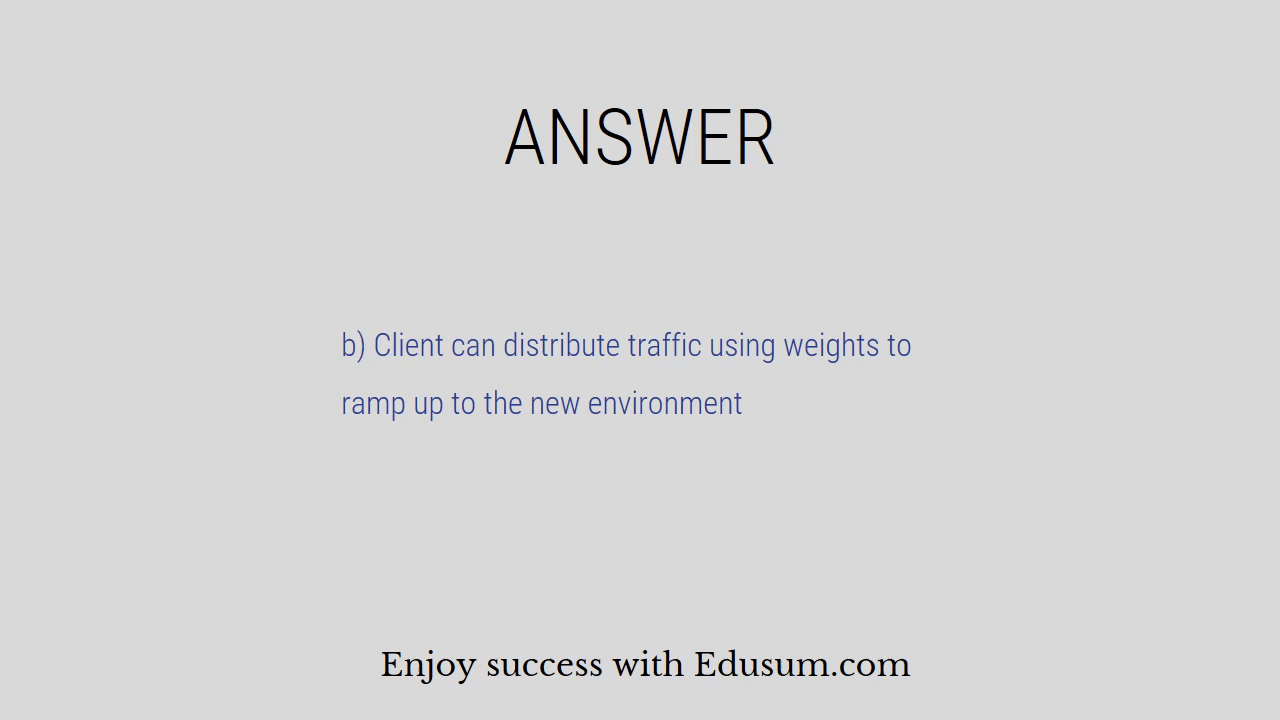 ANSWER
b) Client can distribute traffic using weights to
ramp up to the new environment
Enjoy success with Edusum.com